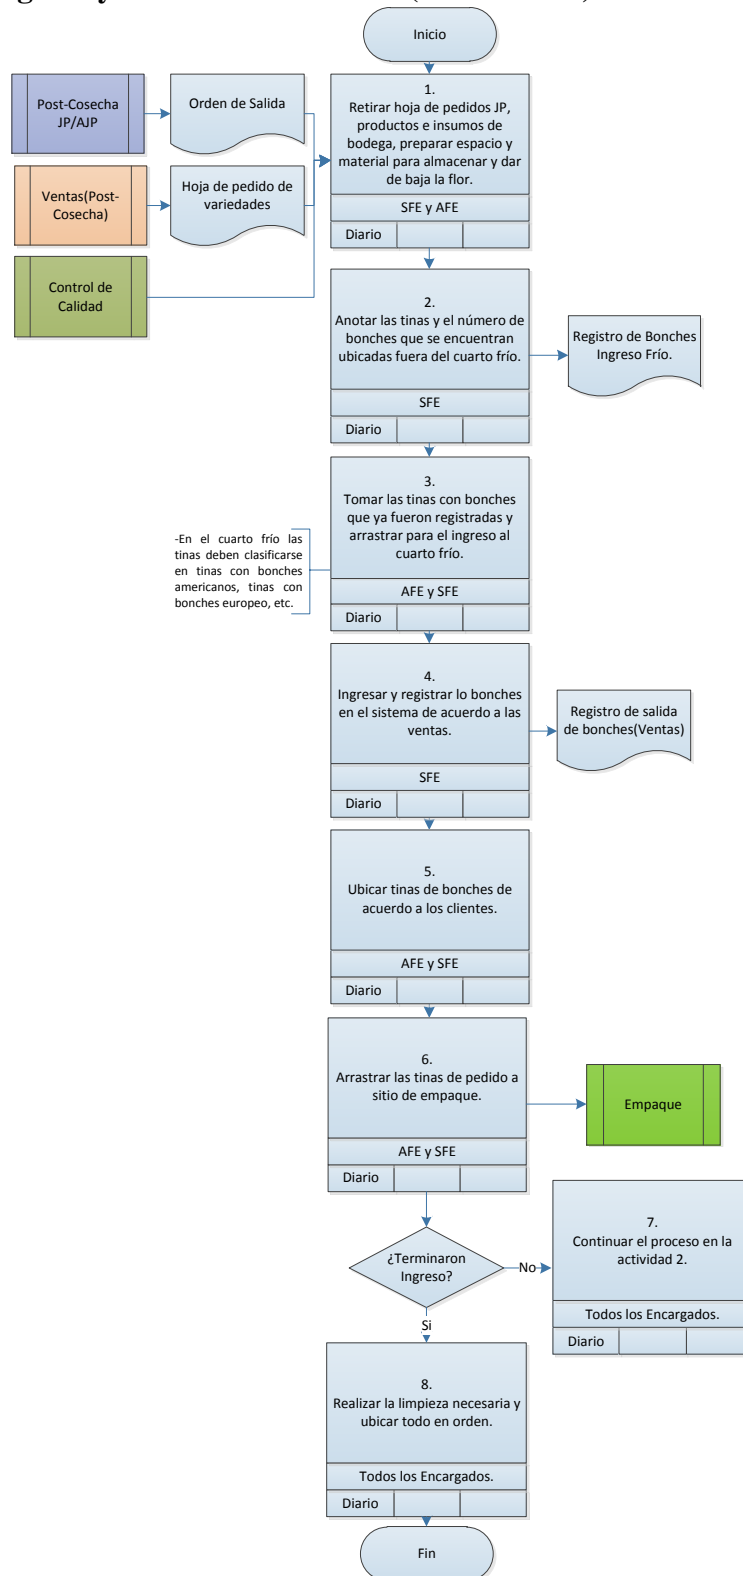 Inicio
Post-Cosecha
JP/AJP
Orden de Salida
1.
Retirar hoja de pedidos JP,
productos e insumos de
bodega, preparar espacio y
material para almacenar y dar
de baja la flor.
SFE y AFE
Diario
Ventas(Post-
Cosecha)
Hoja de pedido de
variedades
Control de
Calidad
2.
Anotar las tinas y el número de
bonches que se encuentran
ubicadas fuera del cuarto frío.
SFE
Diario
Registro de Bonches
Ingreso Frío.
3.
Tomar las tinas con bonches
que ya fueron registradas y
arrastrar para el ingreso al
cuarto frío.
AFE y SFE
Diario
-En el cuarto frío las
tinas deben clasificarse
en tinas con bonches
americanos, tinas con
bonches europeo, etc.
4.
Ingresar y registrar lo bonches
en el sistema de acuerdo a las
ventas.
SFE
Diario
Registro de salida
de bonches(Ventas)
5.
Ubicar tinas de bonches de
acuerdo a los clientes.
AFE y SFE
Diario
6.
Arrastrar las tinas de pedido a
sitio de empaque.
AFE y SFE
Diario
Empaque
¿Terminaron
Ingreso?
No
7.
Continuar el proceso en la
actividad 2.
Todos los Encargados.
Diario
Si
8.
Realizar la limpieza necesaria y
ubicar todo en orden.
Todos los Encargados.
Diario
Fin